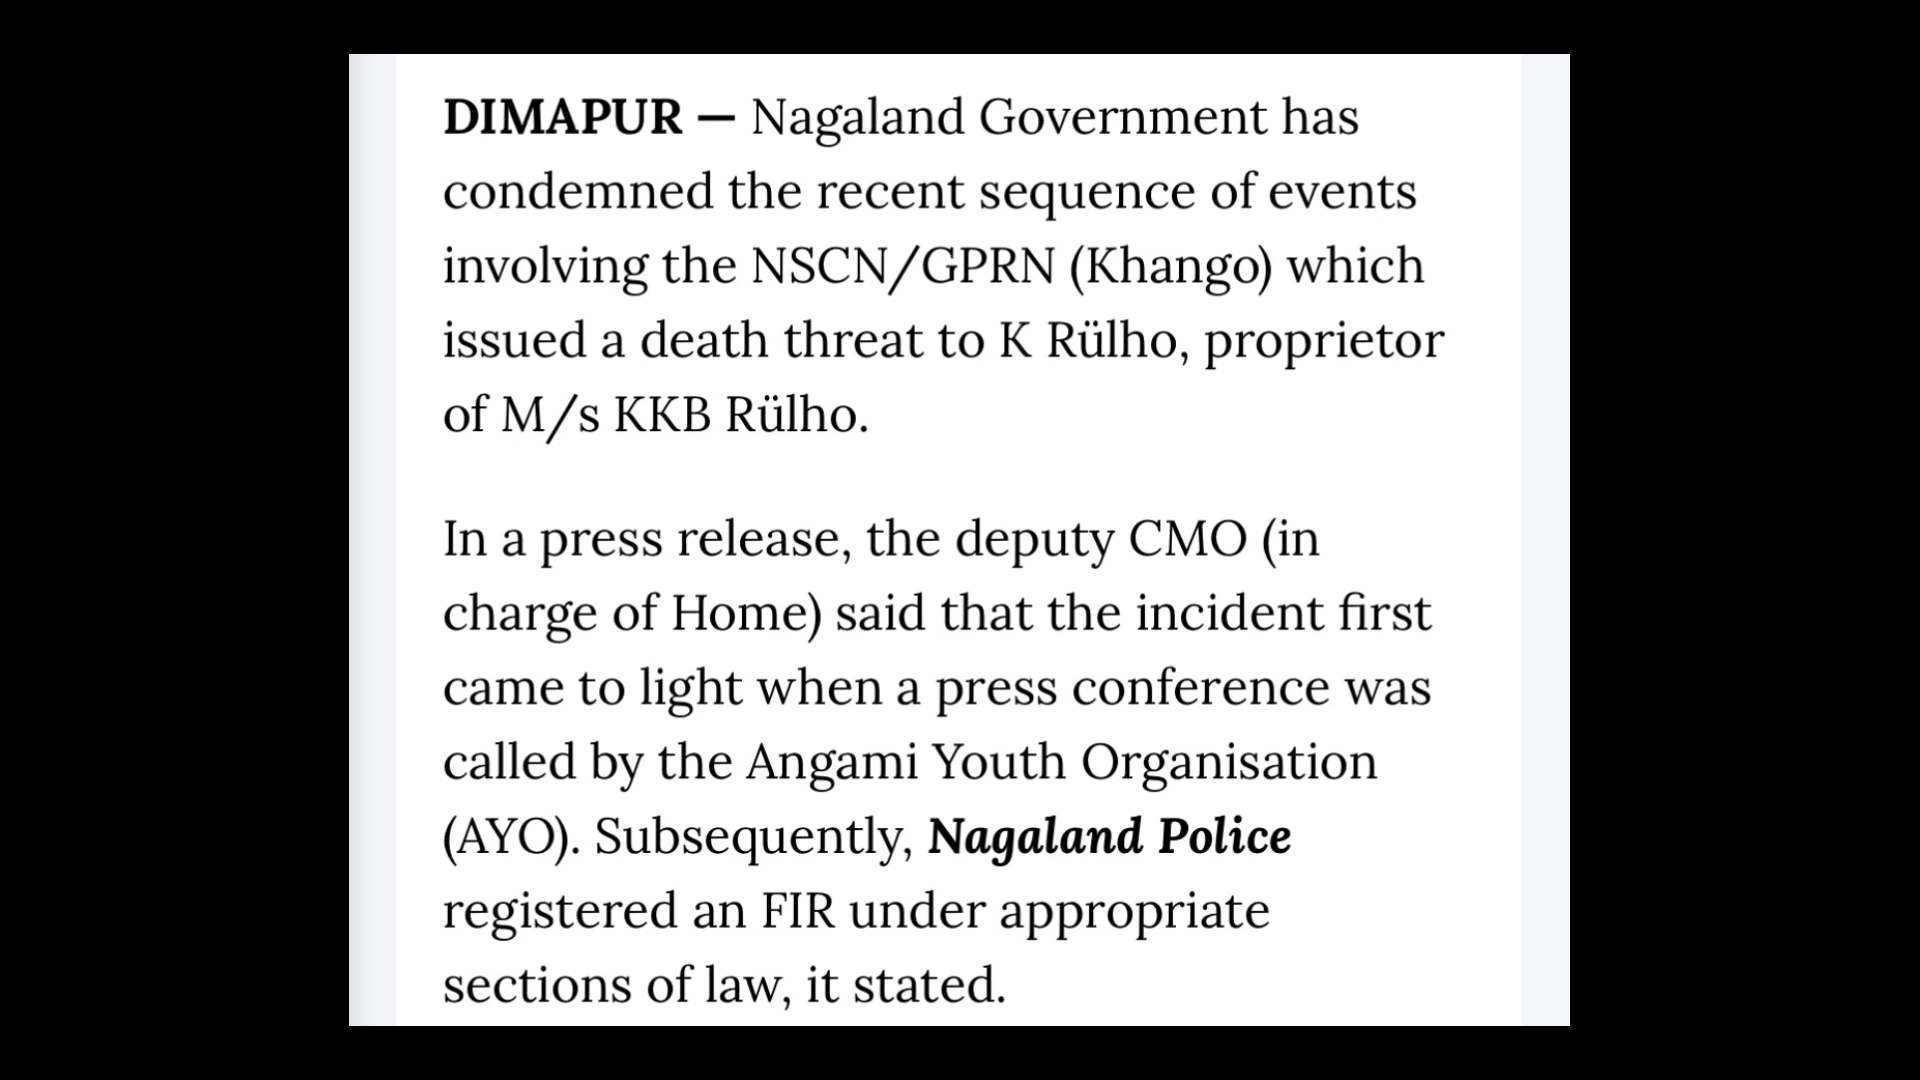 DIMAPUR — Nagaland Government has
condemned the recent sequence of events
involving the NSCN/GPRN (Khango) which
issued a death threat to K Rülho, proprietor
of M/s KKB Rülho.
In a press release, the deputy CMO (in
charge of Home) said that the incident first
came to light when a press conference was
called by the Angami Youth Organisation
(AYO). Subsequently, Nagaland Police
registered an FIR under appropriate
sections of law, it stated.